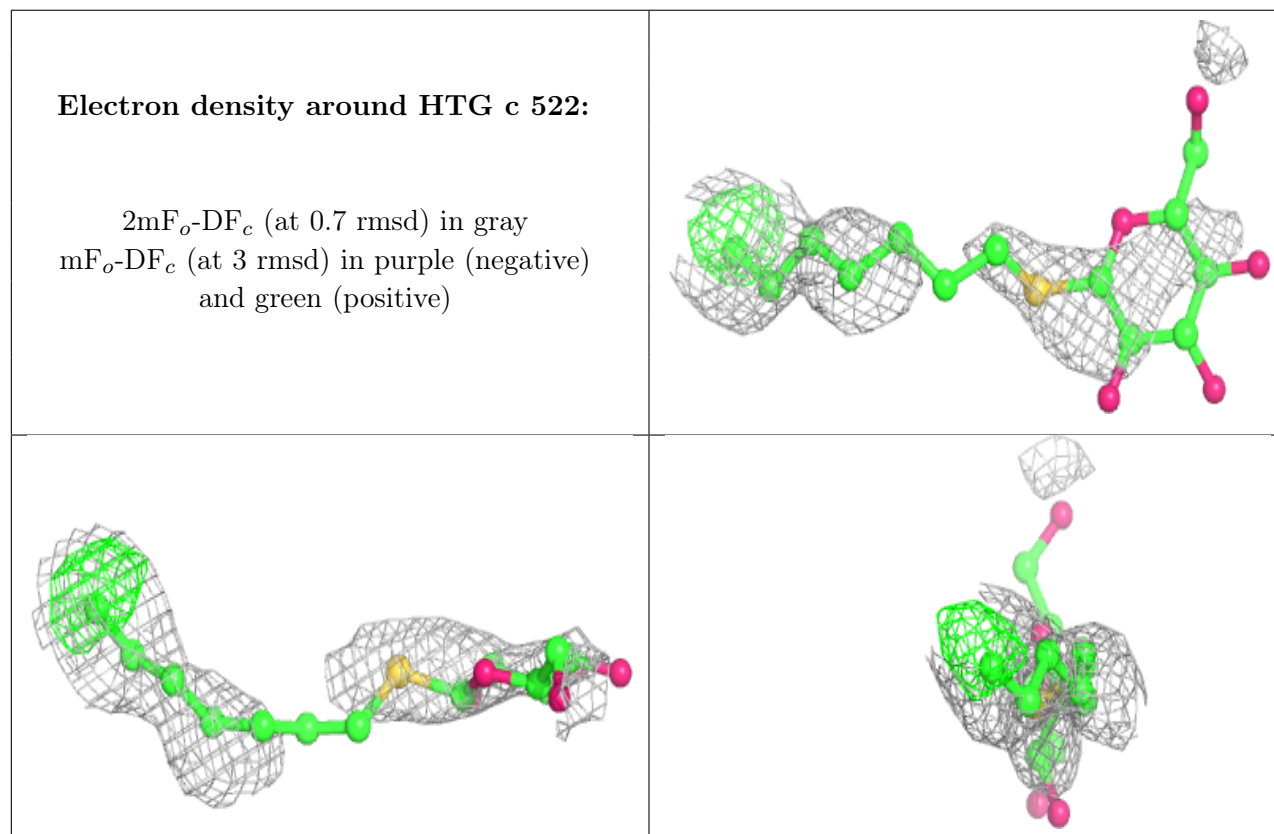 Electron density around HTG c 522:
2mFo-DFc (at 0.7 rmsd) in gray
mFo-DFc (at 3 rmsd) in purple (negative)
and green (positive)